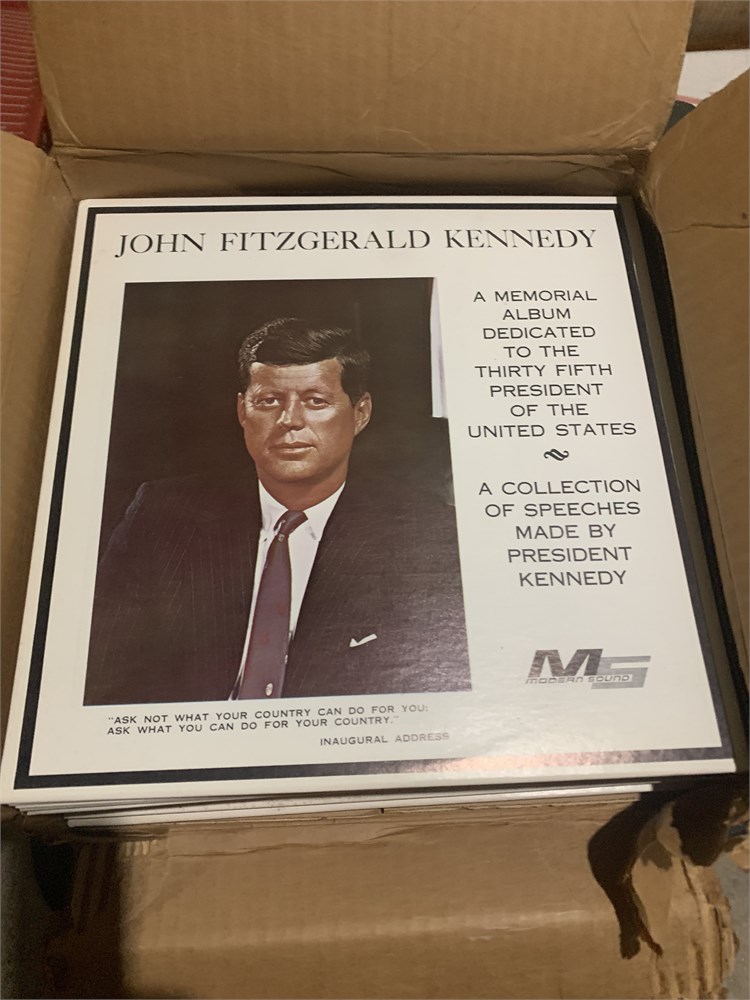 JOHN FITZGERALD KENNEDY
A MEMORIAL
ALBUM
DEDICATED
TO THE
THIRTY FIFTH
PRESIDENT
OF THE
UNITED STATES
A COLLECTION
OF SPEECHES
MADE BY
PRESIDENT
KENNEDY
MS
MODERN SOUND
"ASK NOT WHAT YOUR COUNTRY CAN DO FOR YOU:
ASK WHAT YOU CAN DO FOR YOUR COUNTRY."
INAUGURAL ADDRESS